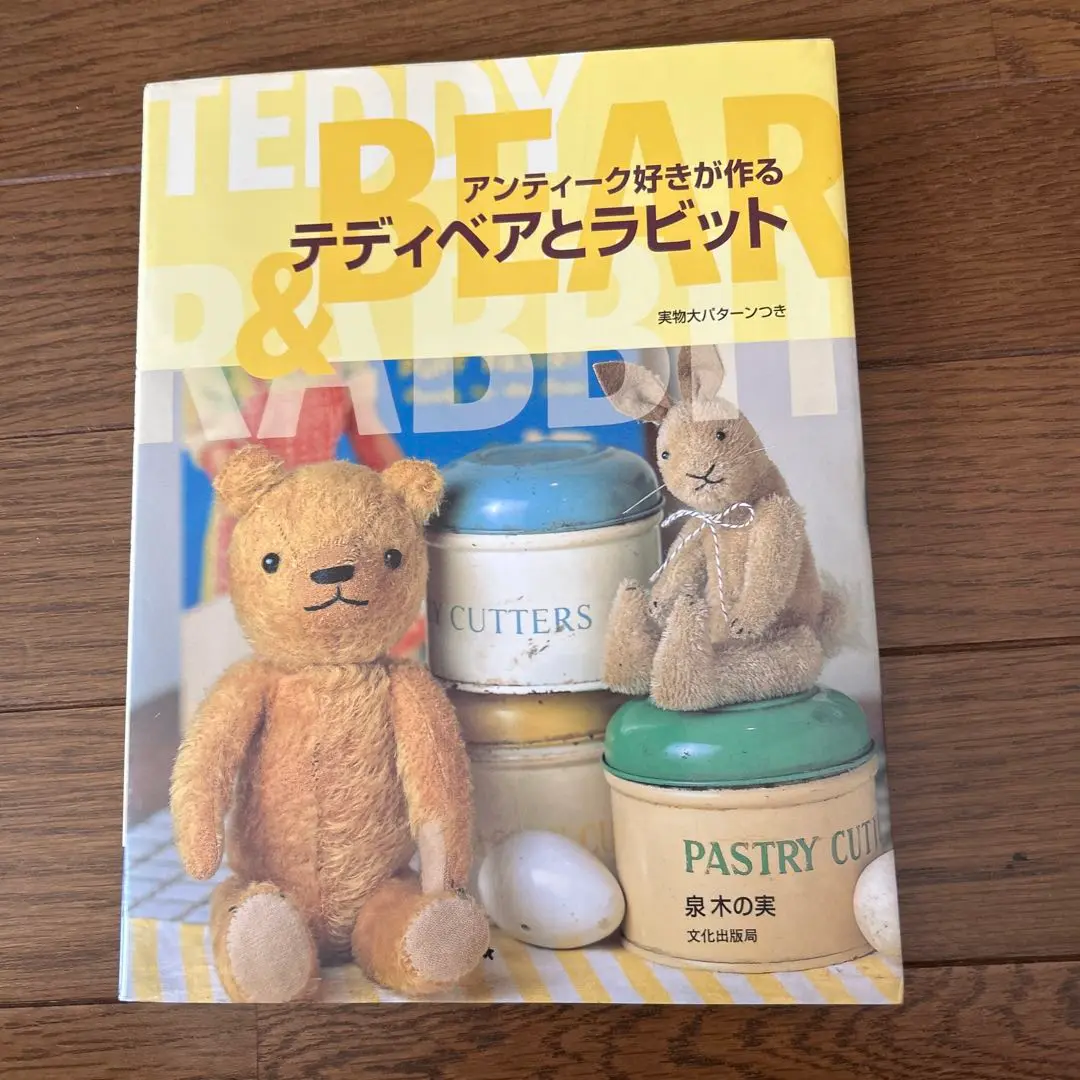 TEDDY
BEAR
アンティーク好きが作る
テディベアとラビット
&
RABBIT
実物大パターンつき
Y CUTTERS
PASTRY CUT
泉 木の実
文化出版局